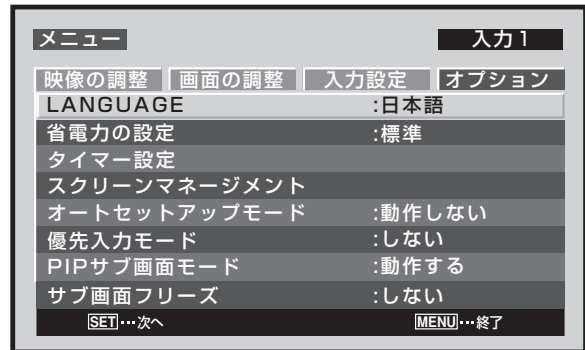 メニュー 入力1
映像の調整 画面の調整 入力設定 オプション
LANGUAGE :日本語
省電力の設定 :標準
タイマー設定
スクリーンマネージメント
オートセットアップモード :動作しない
優先入力モード :しない
PIPサブ画面モード :動作する
サブ画面フリーズ :しない
SET…次へ MENU…終了